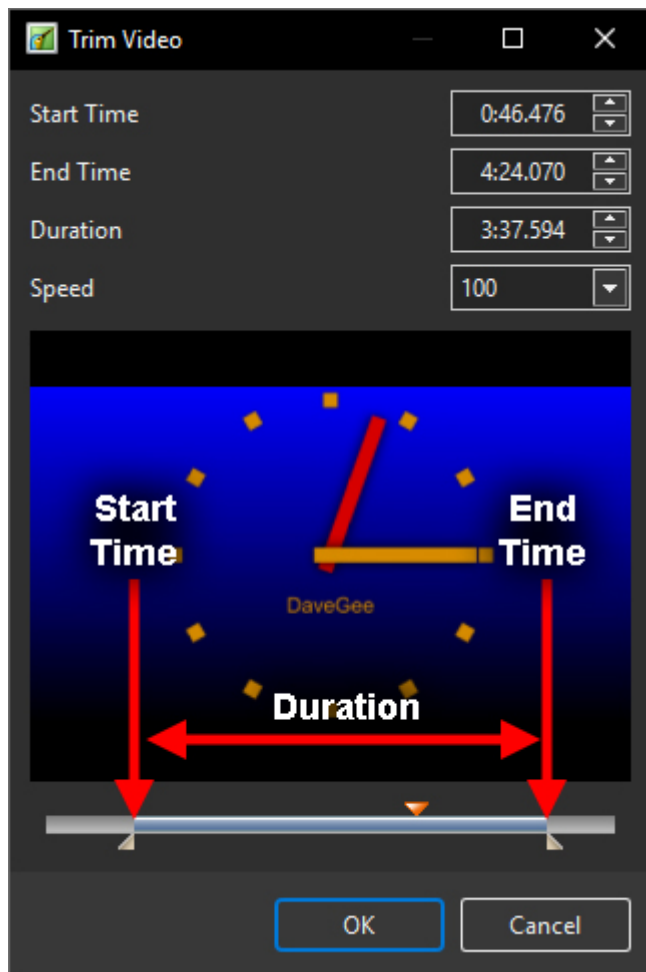 Trim Video
Start Time 0:46.476
End Time 4:24.070
Duration 3:37.594
Speed 100
Start End
Time Time
DaveGee
Duration
OK Cancel